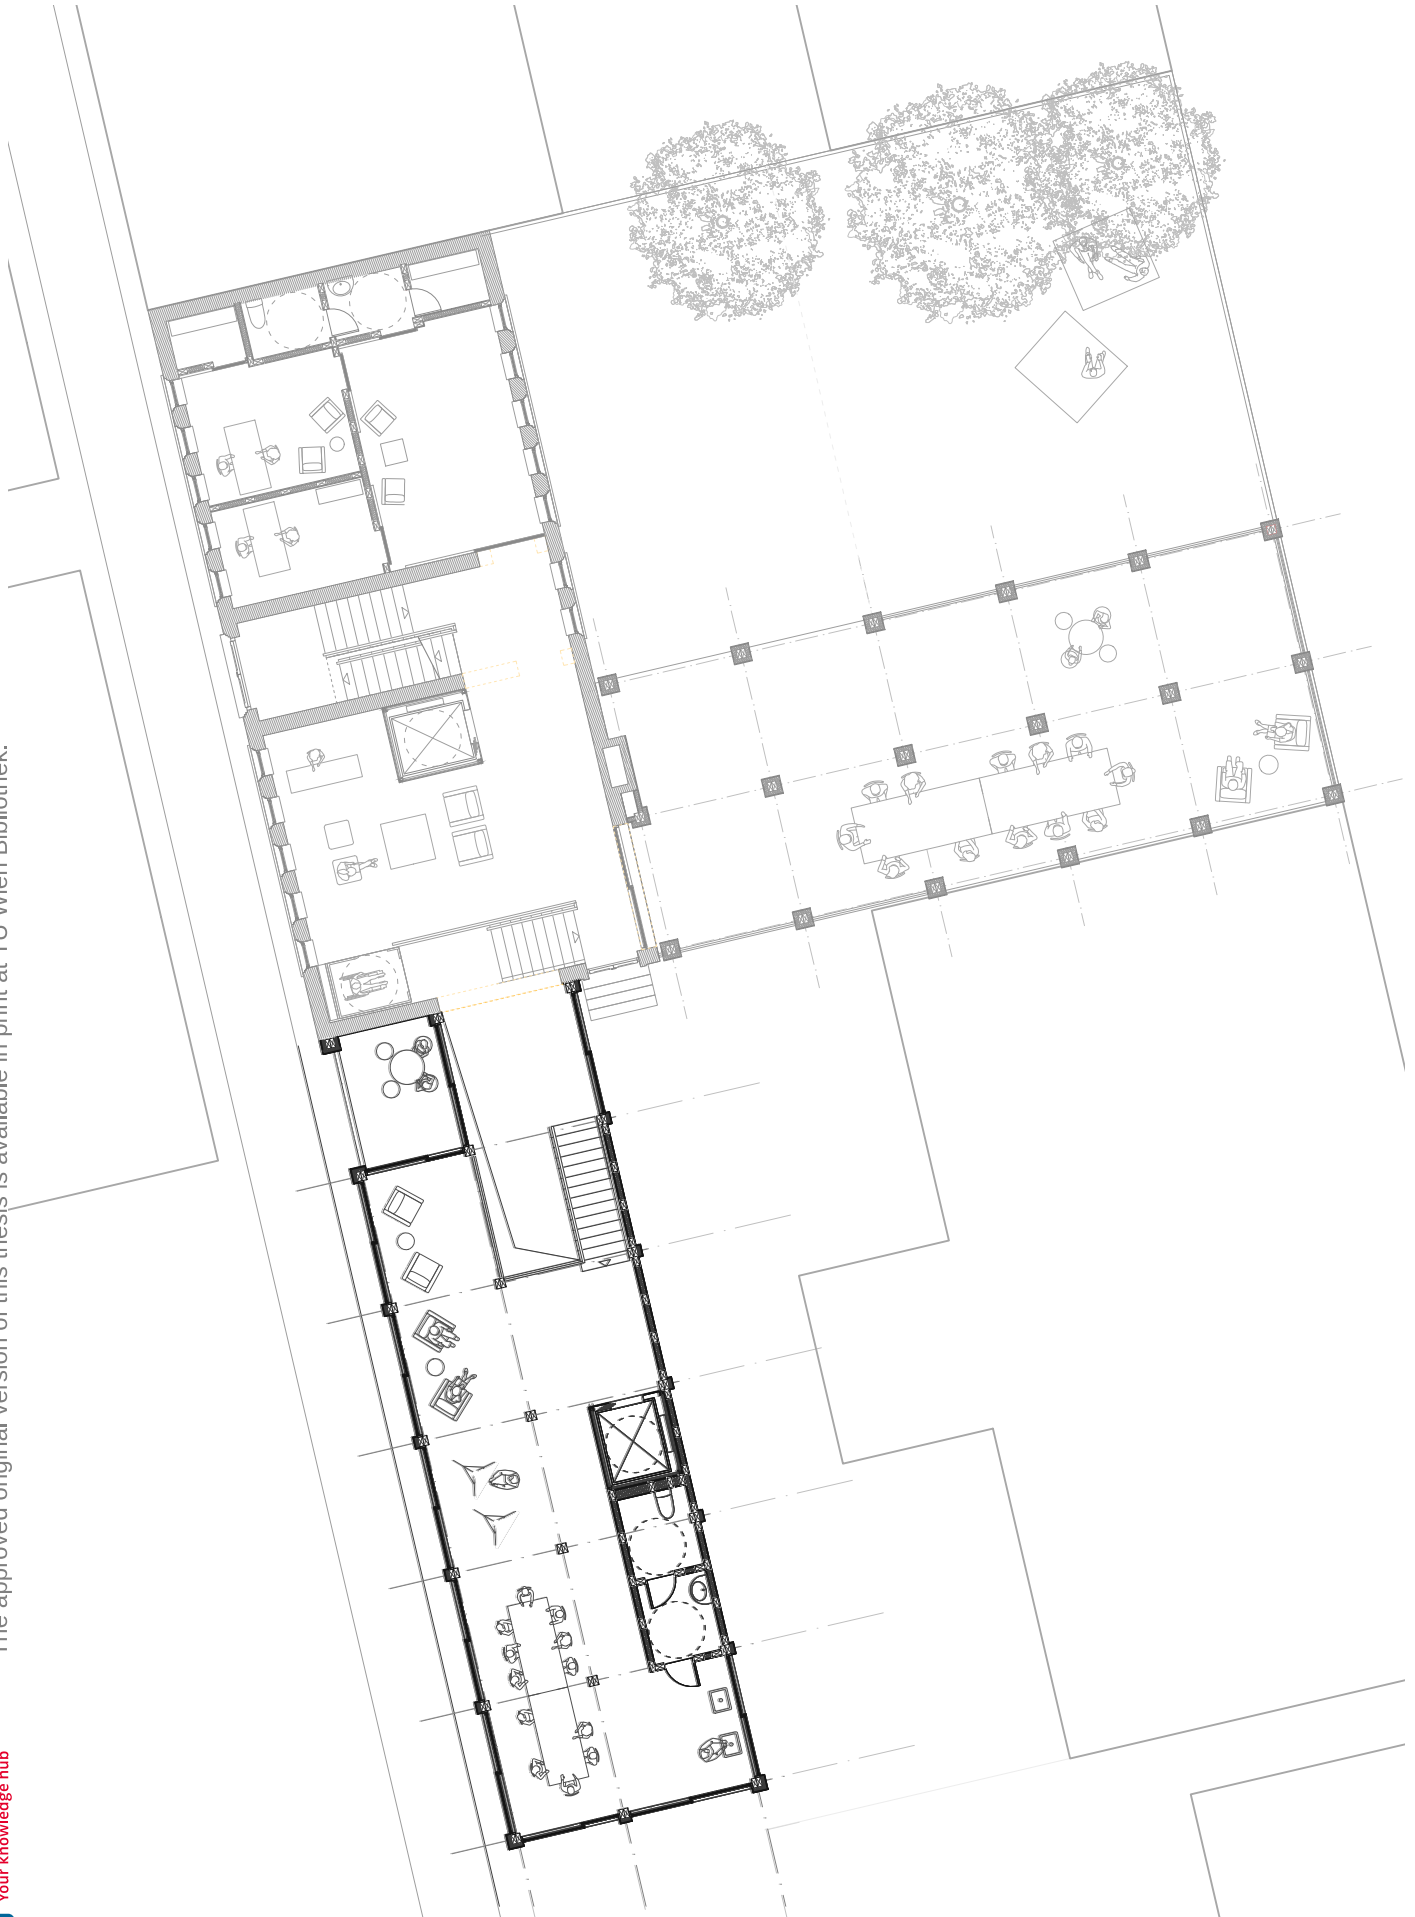 The approved original version of this thesis is available in print at TU Wien Bibliothek.
Your knowledge hub